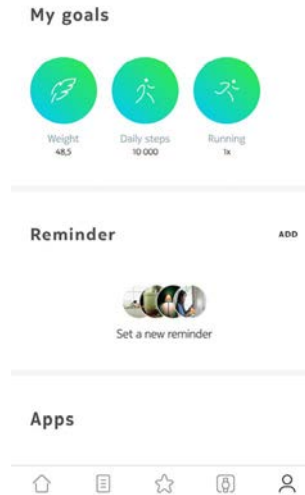 My goals
Weight Daily steps Running
48,5 10 000 1x
Reminder ADD
Set a new reminder
Apps